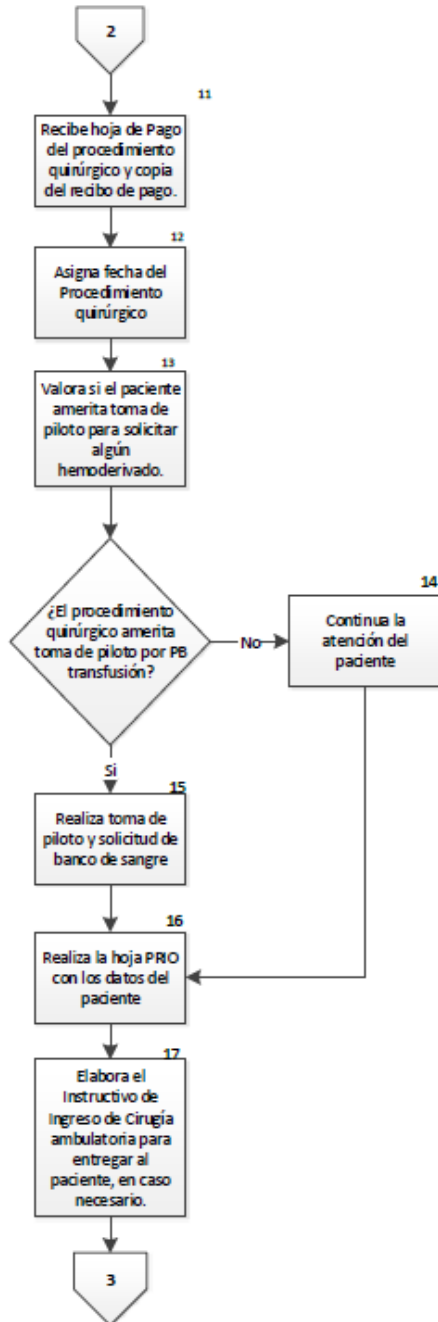 2
11
Recibe hoja de Pago
del procedimiento
quirúrgico y copia
del recibo de pago.
12
Asigna fecha del
Procedimiento
quirúrgico
13
Valora si el paciente
amerita toma de
piloto para solicitar
algún
hemoderivado.
¿El procedimiento
quirúrgico amerita
toma de piloto por PB
transfusión?
No
14
Continua la
atención del
paciente
Si
15
Realiza toma de
piloto y solicitud de
banco de sangre
16
Realiza la hoja PRIO
con los datos del
paciente
17
Elabora el
Instructivo de
Ingreso de Cirugía
ambulatoria para
entregar al
paciente, en caso
necesario.
3